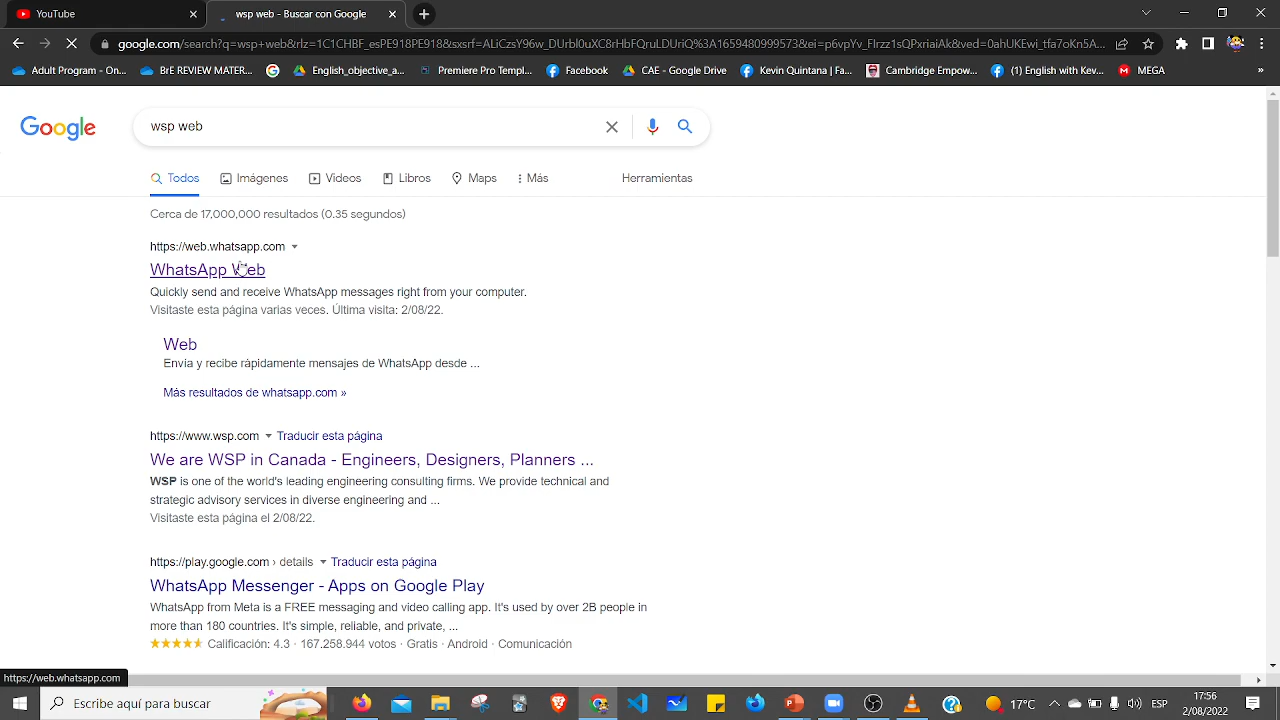 YouTube
wsp web - Buscar con Google
google.com/search?q=wsp+web&rlz=1C1CHBF_esPE918PE918&sxsrf=
Adult Program - On...
BrE REVIEW MATER...
English_objective_a...
Premiere Pro Templ...
Facebook
CAE - Google Drive
Kevin Quintana | Fa...
Cambridge Empow...
(1) English with Kev...
MEGA
»
Google
wsp web
Todos
Imágenes
Videos
Libros
Maps
Más
Herramientas
Cerca de 17,000,000 resultados (0.35 segundos)
https://web.whatsapp.com
WhatsApp Web
Quickly send and receive WhatsApp messages right from your computer.
Visitaste esta página varias veces. Última visita: 2/08/22.
Web
Envía y recibe rápidamente mensajes de WhatsApp desde ...
Más resultados de whatsapp.com »
https://www.wsp.com Traducir esta página
We are WSP in Canada - Engineers, Designers, Planners ...
WSP is one of the world's leading engineering consulting firms. We provide technical and
strategic advisory services in diverse engineering and ...
Visitaste esta página el 2/08/22.
https://play.google.com › details Traducir esta página
WhatsApp Messenger - Apps on Google Play
WhatsApp from Meta is a FREE messaging and video calling app. It's used by over 2B people in
more than 180 countries. It's simple, reliable, and private, ...
Calificación: 4.3 · 167.258.944 votos · Gratis · Android · Comunicación
https://web.whatsapp.com
Escribe aquí para buscar
17°C
ESP
17:56
2/08/2022